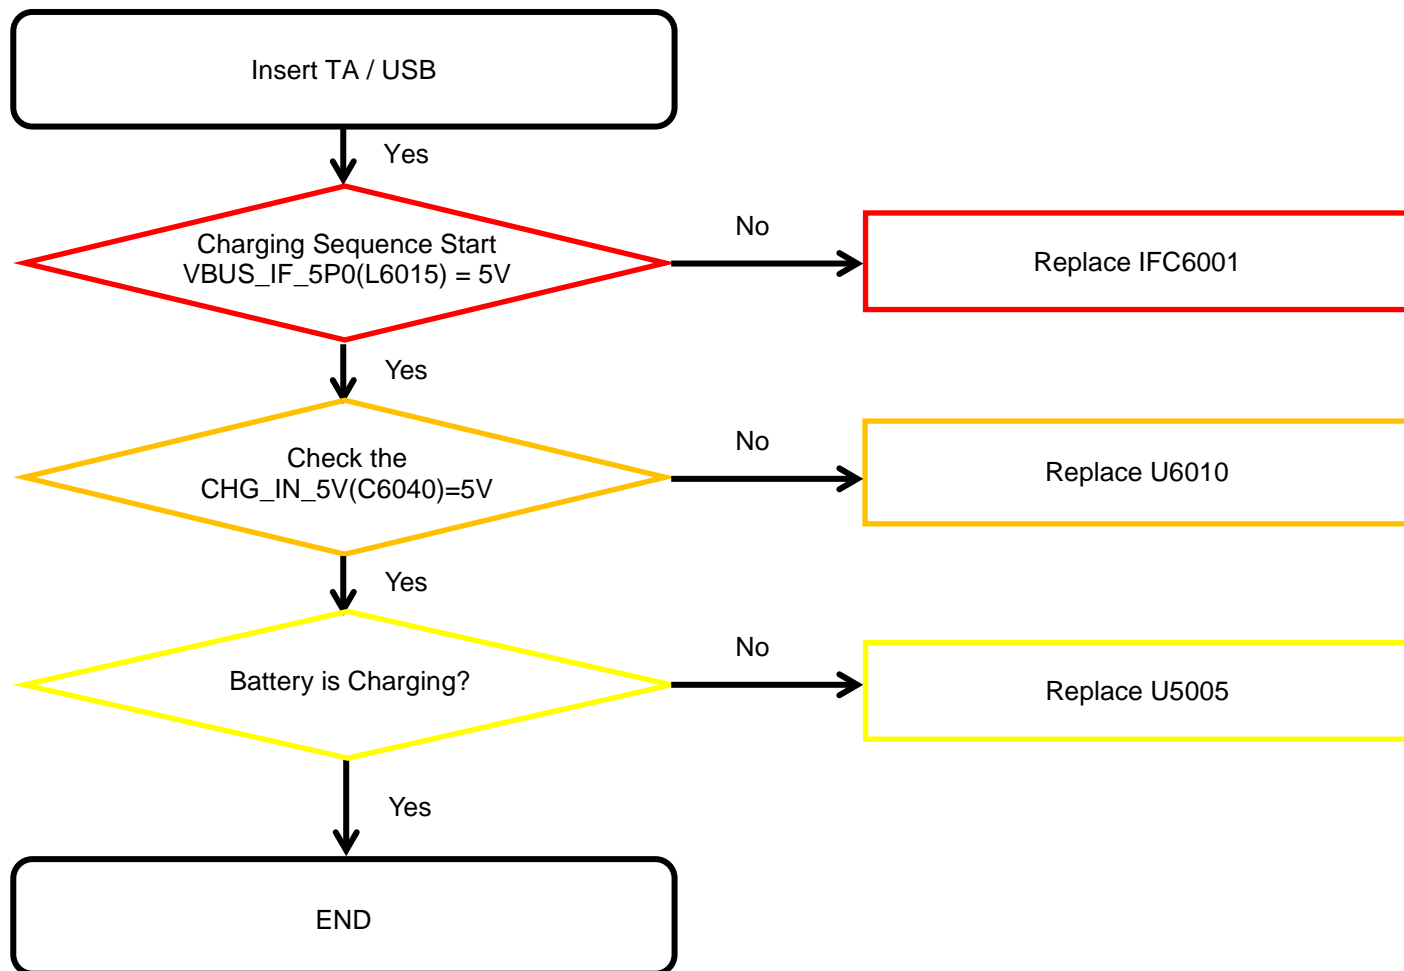 Insert TA / USB
Yes
Charging Sequence Start
VBUS_IF_5P0(L6015) = 5V
No
Replace IFC6001
Yes
Check the
CHG_IN_5V(C6040)=5V
No
Replace U6010
Yes
Battery is Charging?
No
Replace U5005
Yes
END